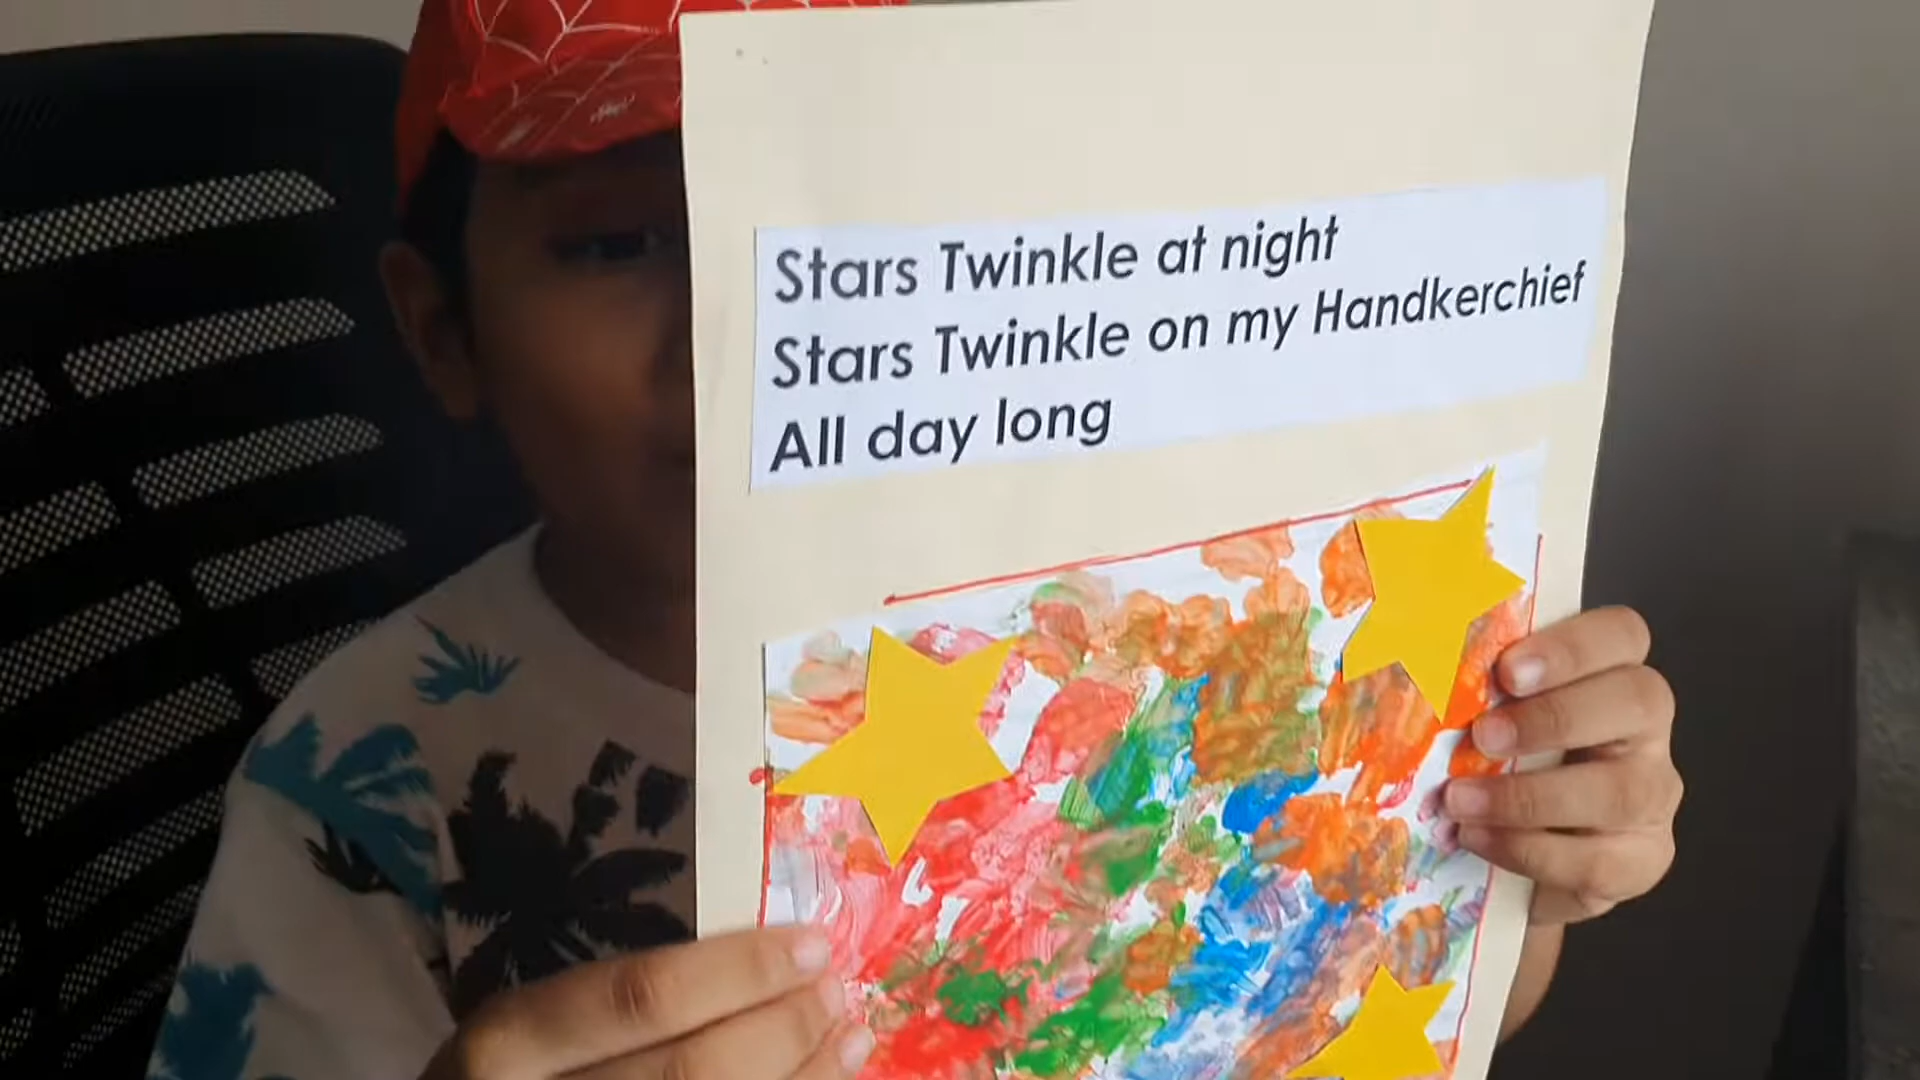 Stars Twinkle at night
Stars Twinkle on my Handkerchief
All day long